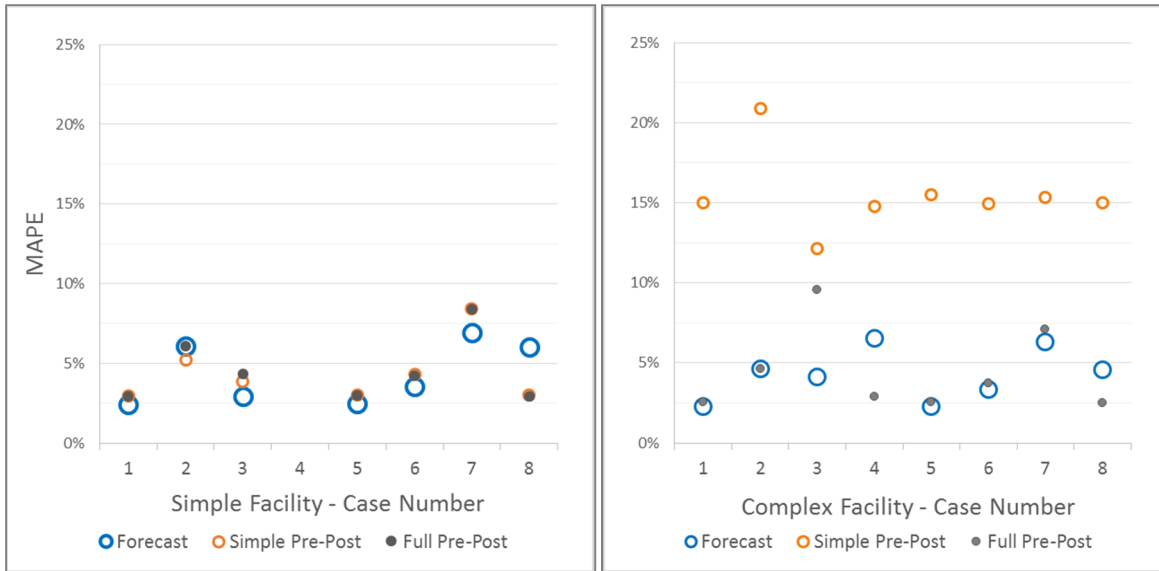 25%
20%
15%
10%
5%
0%
MAPE
1 2 3 4 5 6 7 8
Simple Facility - Case Number
Forecast Simple Pre-Post Full Pre-Post
25%
20%
15%
10%
5%
0%
1 2 3 4 5 6 7 8
Complex Facility - Case Number
Forecast Simple Pre-Post Full Pre-Post